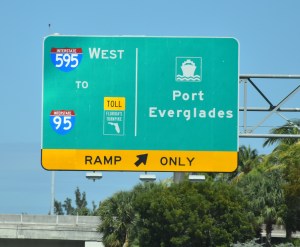 INTERSTATE
595
WEST
TO
INTERSTATE
95
TOLL
FLORIDA'S
TURNPIKE
Port
Everglades
RAMP ONLY